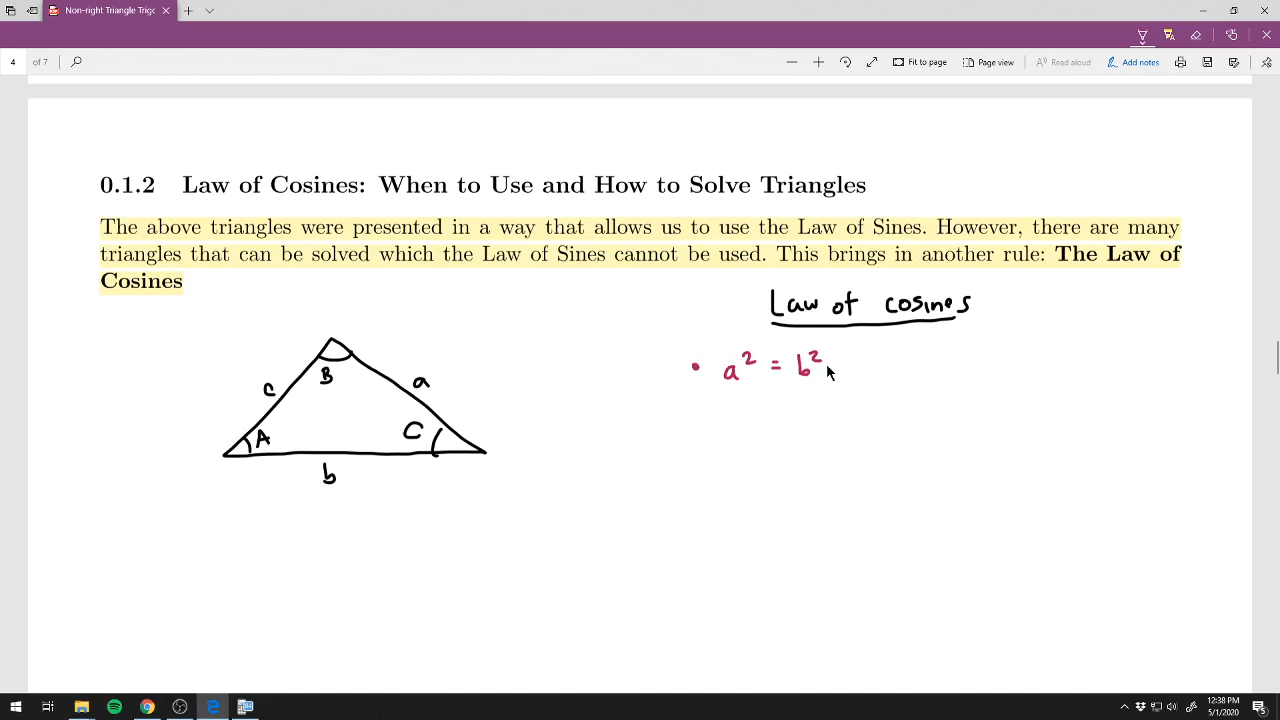 Non-right Triangle Trig
4 of 7
Fit to page
Page view
Read aloud
Add notes
0.1.2 Law of Cosines: When to Use and How to Solve Triangles
The above triangles were presented in a way that allows us to use the Law of Sines. However, there are many
triangles that can be solved which the Law of Sines cannot be used. This brings in another rule: The Law of
Cosines
Law of cosines
• a² = b²
B
c
a
A
C
b
12:38 PM
5/1/2020